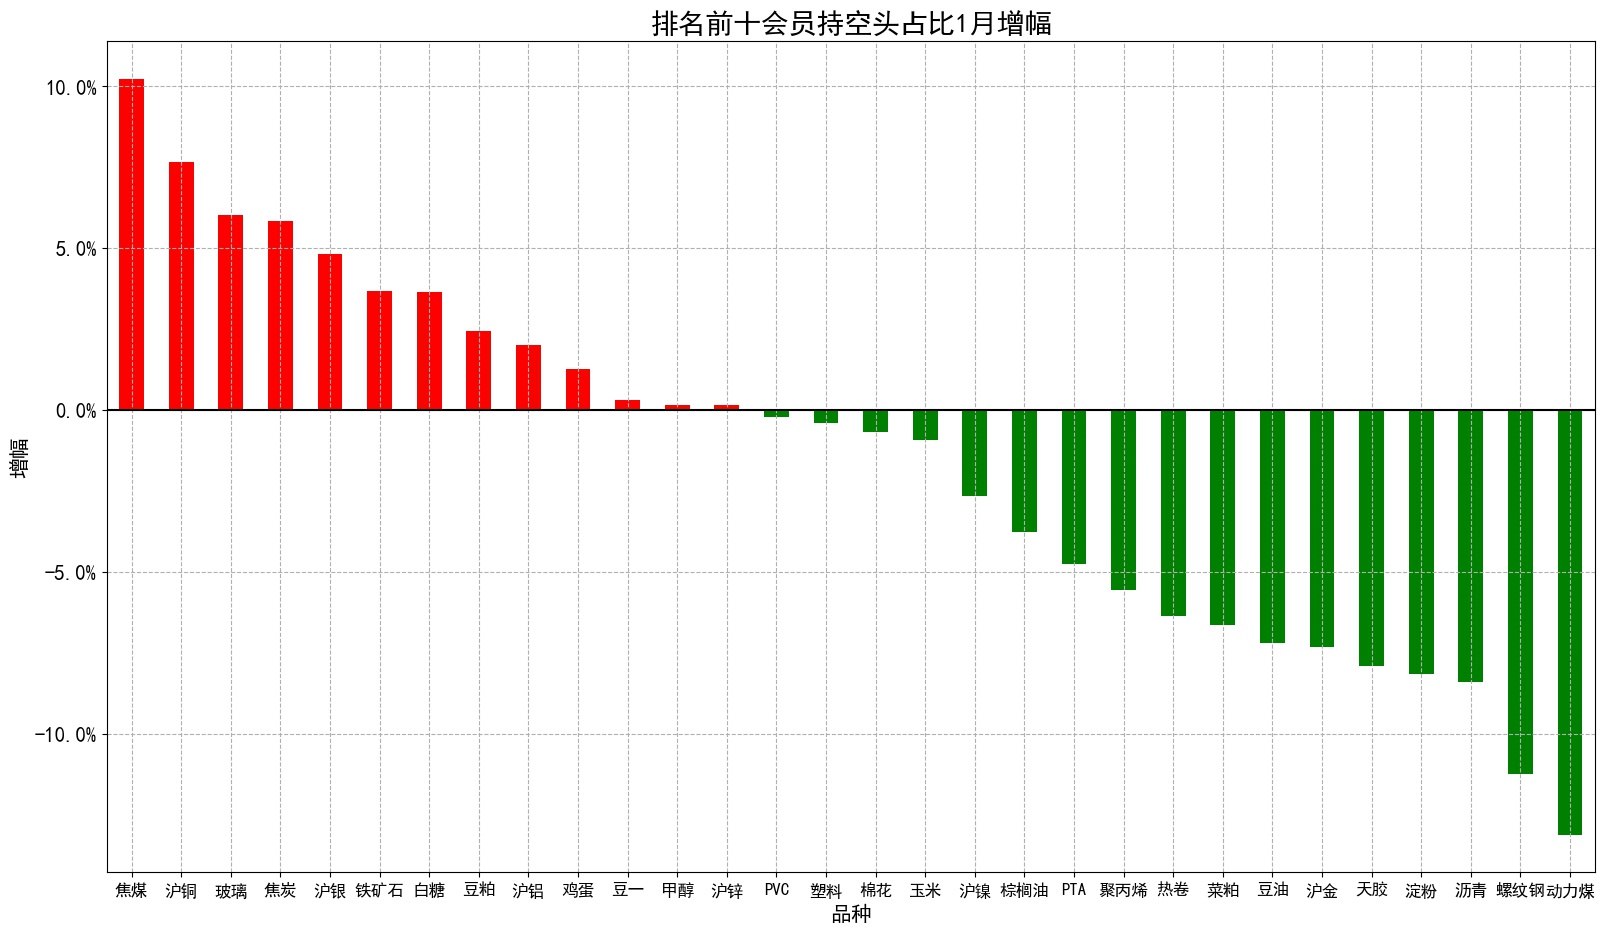 排名前十会员持空头占比1月增幅
10.0%
5.0%
0.0%
−5.0%
−10.0%
增幅
焦煤 沪铜 玻璃 焦炭 沪银 铁矿石 白糖 豆粕 沪铝 鸡蛋 豆一 甲醇 沪锌 PVC 塑料 棉花 玉米 沪镍 棕榈油 PTA 聚丙烯 热卷 菜粕 豆油 沪金 天胶 淀粉 沥青 螺纹钢 动力煤
品种